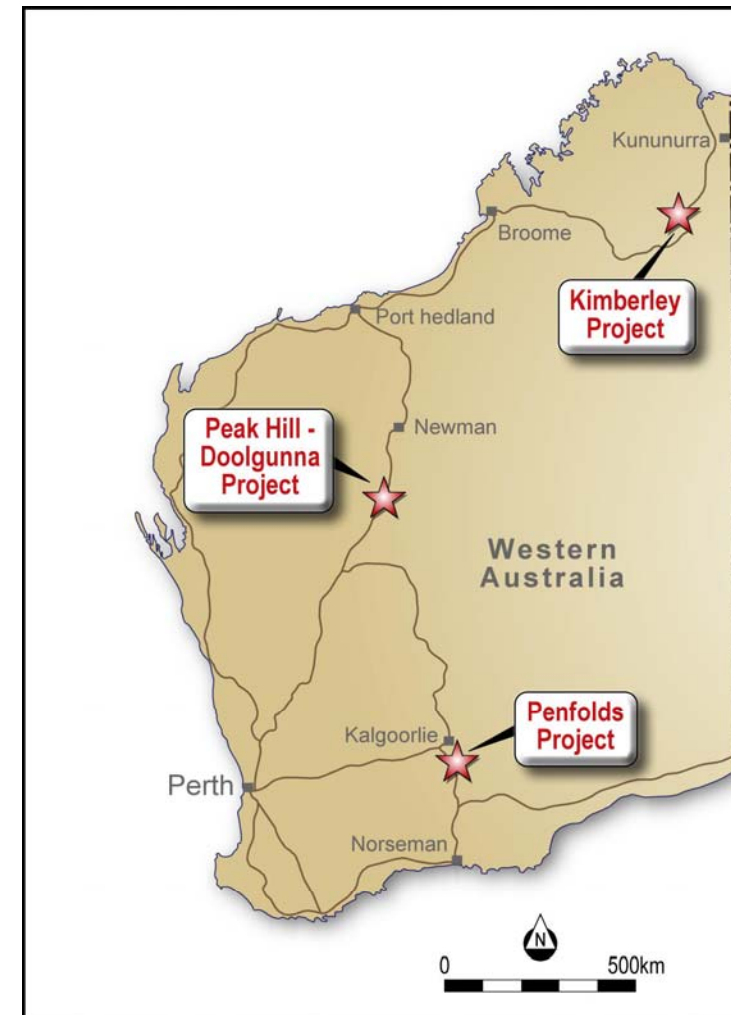 Kununurra
Broome
Kimberley
Project
Port hedland
Peak Hill -
Doolgunna
Project
Newman
Western
Australia
Penfolds
Project
Kalgoorlie
Perth
Norseman
N
0
500km